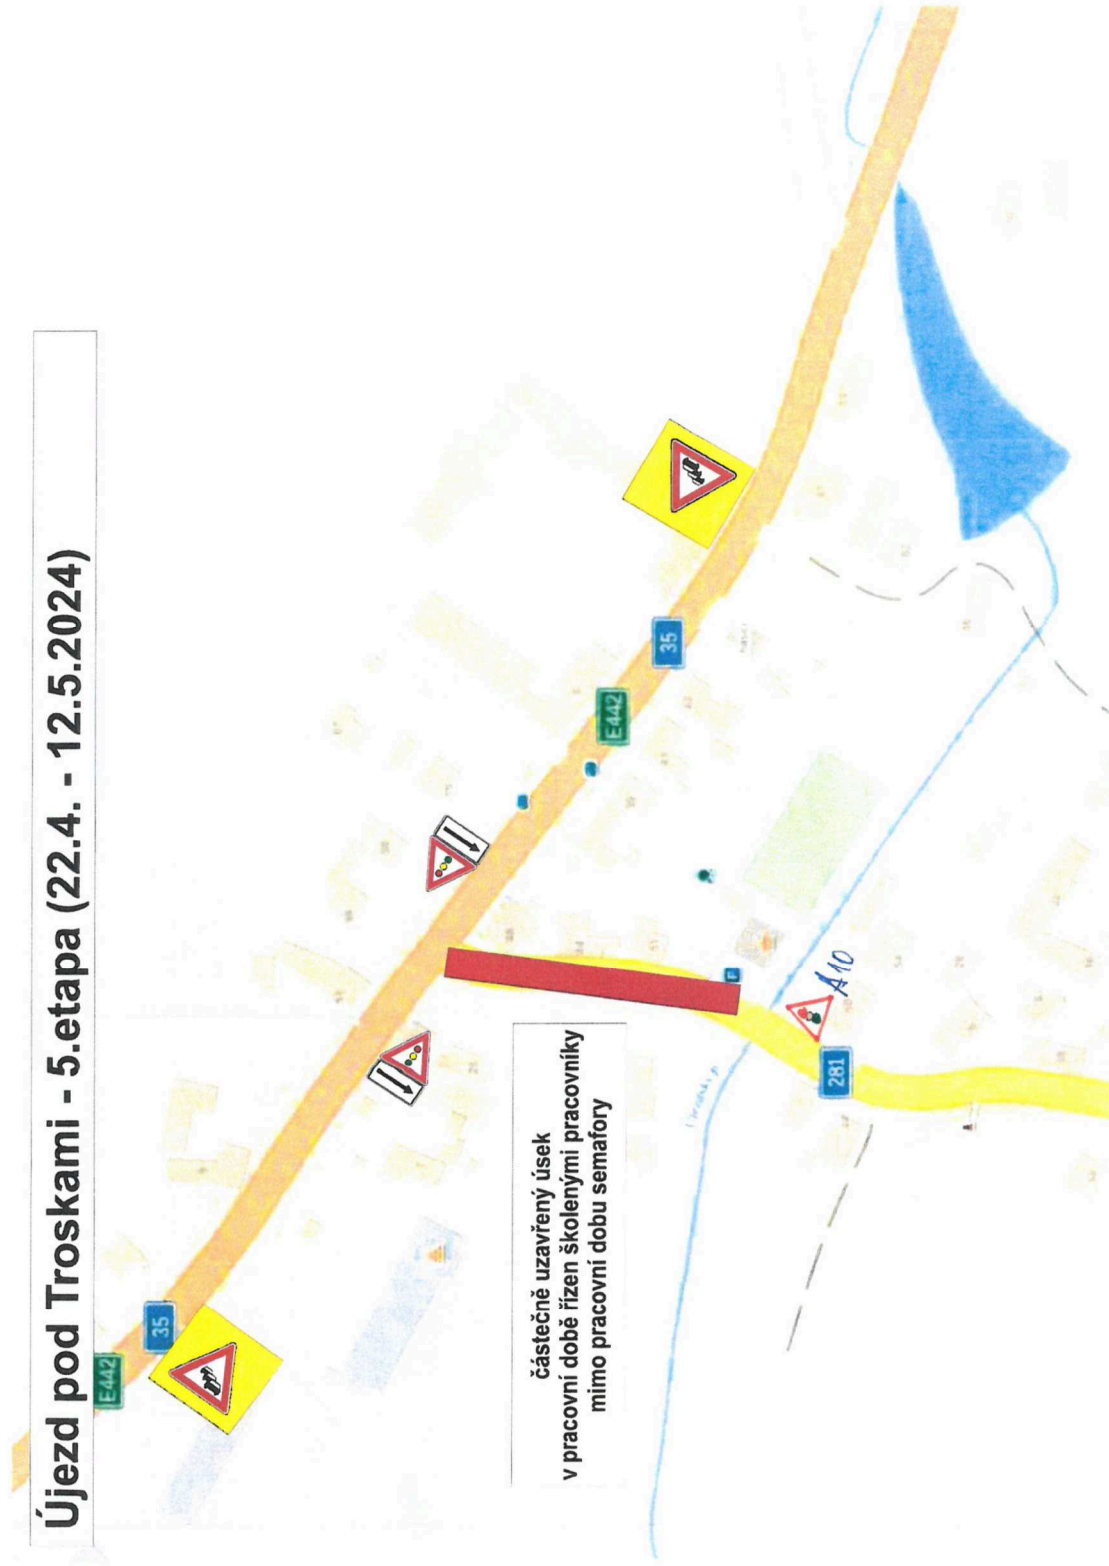 Újezd pod Troskami - 5.etapa (22.4. - 12.5.2024)
E442
35
E442
35
částečně uzavřený úsek
v pracovní době řízen školenými pracovníky
mimo pracovní dobu semafory
281
A10